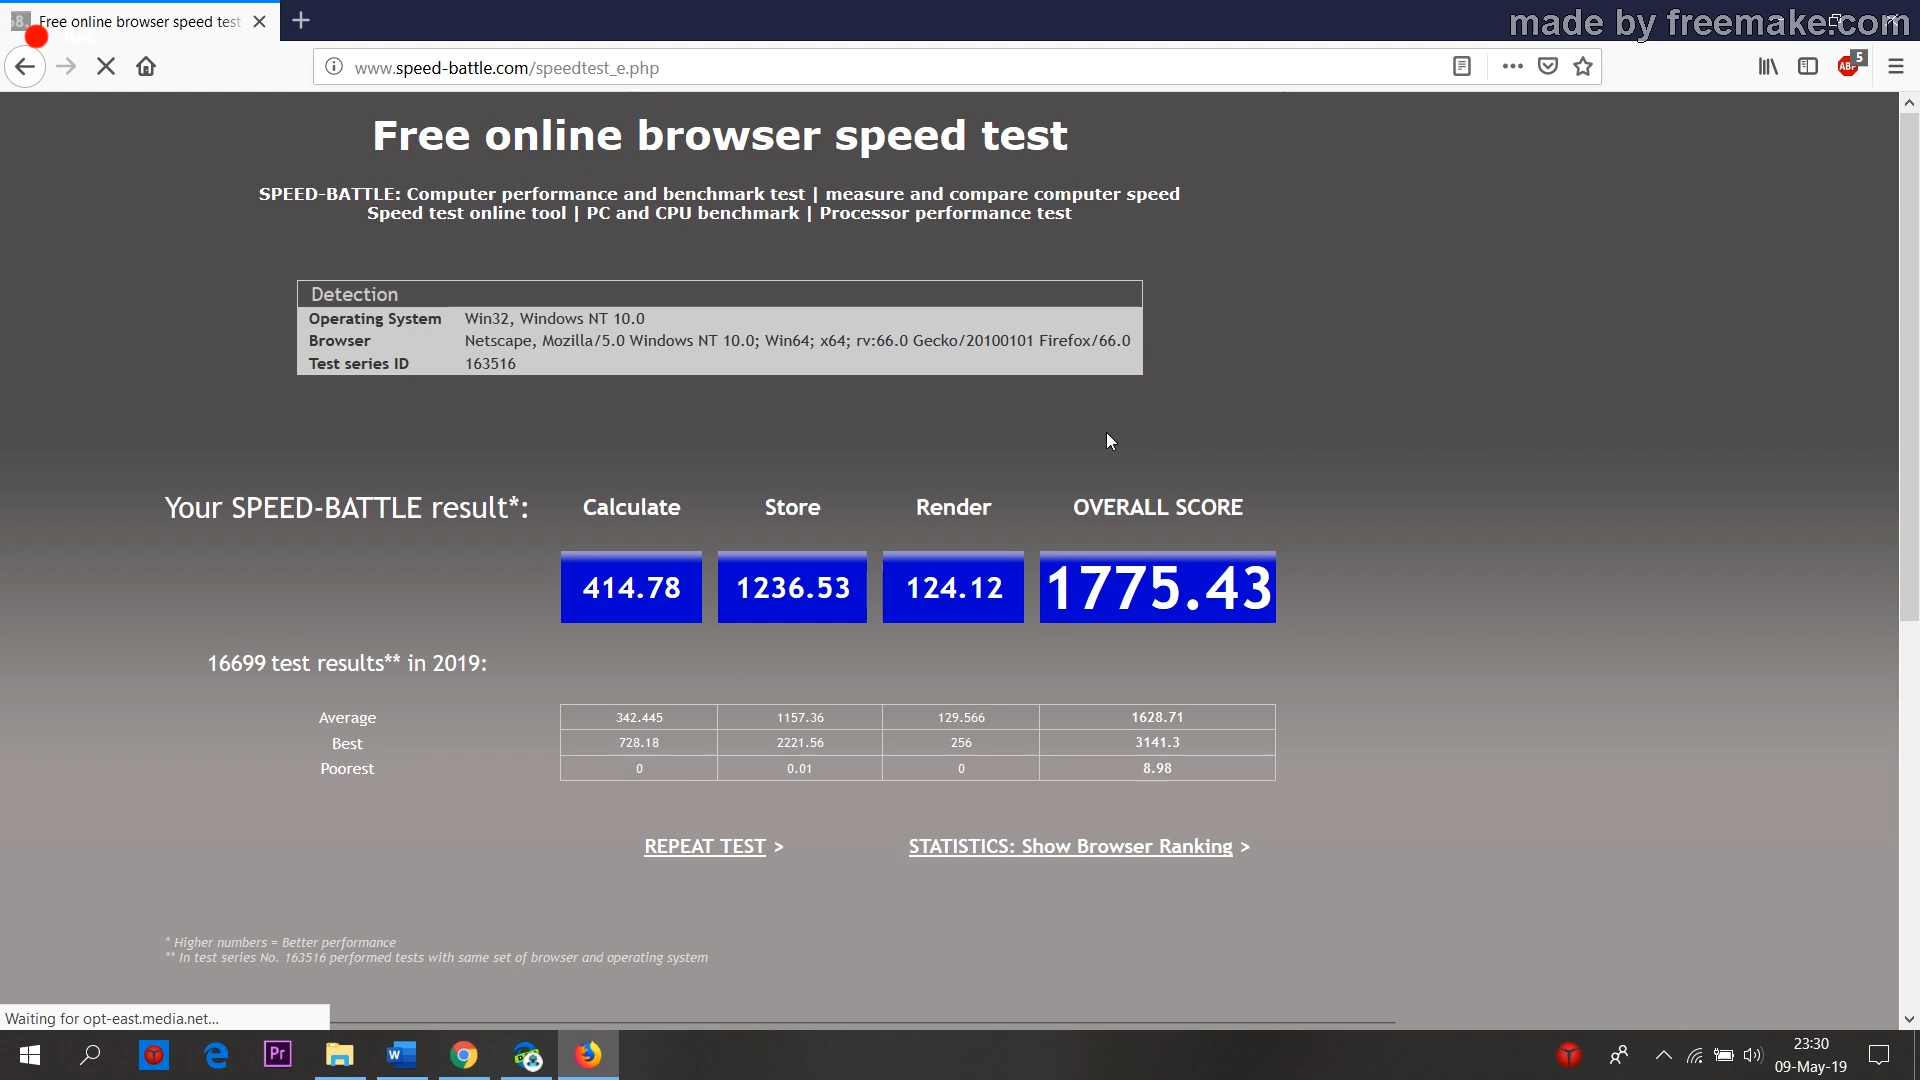 Free online browser speed test
made by freemake.com
www.speed-battle.com/speedtest_e.php
ABP
5
Free online browser speed test
SPEED-BATTLE: Computer performance and benchmark test | measure and compare computer speed
Speed test online tool | PC and CPU benchmark | Processor performance test
Detection
Operating System Win32, Windows NT 10.0
Browser Netscape, Mozilla/5.0 Windows NT 10.0; Win64; x64; rv:66.0 Gecko/20100101 Firefox/66.0
Test series ID 163516
Your SPEED-BATTLE result*: Calculate Store Render OVERALL SCORE
414.78 1236.53 124.12 1775.43
16699 test results** in 2019:
Average 342.445 1157.36 129.566 1628.71
Best 728.18 2221.56 256 3141.3
Poorest 0 0.01 0 8.98
REPEAT TEST > STATISTICS: Show Browser Ranking >
* Higher numbers = Better performance
** In test series No. 163516 performed tests with same set of browser and operating system
Waiting for opt-east.media.net...
Pr
W
23:30
09-May-19